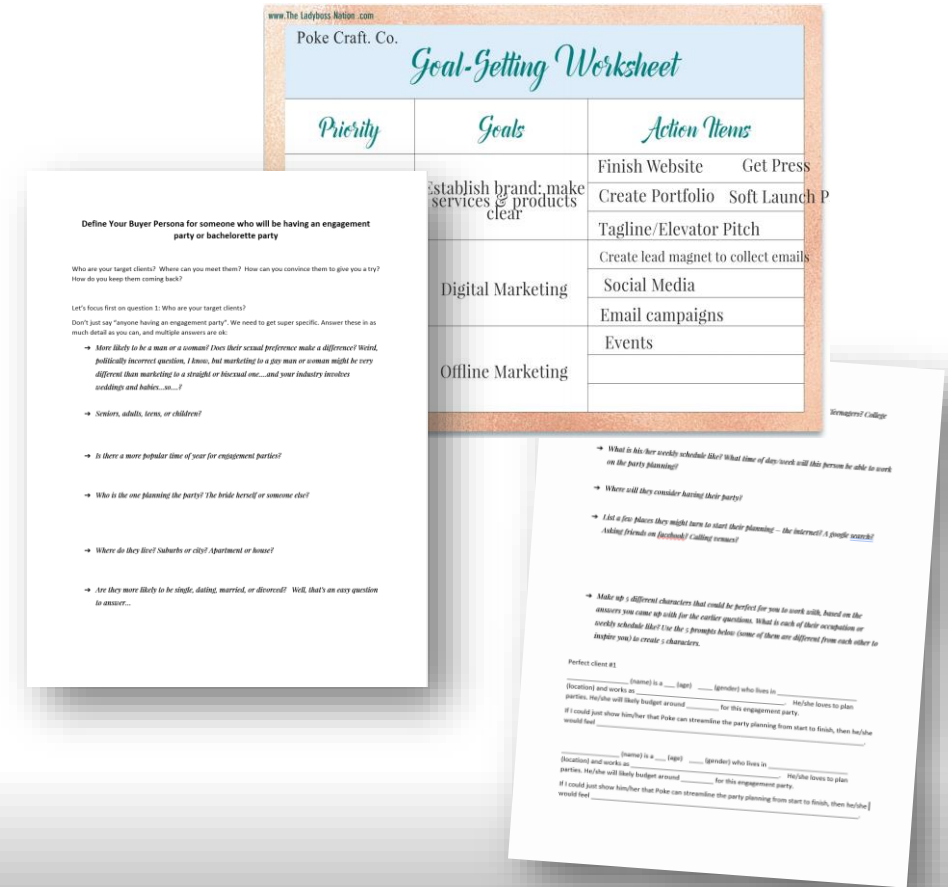 www.The Ladyboss Nation .com
Poke Craft. Co.
Goal-Getting Worksheet
Priority
Goals
Action Items
Establish brand: make
services & products
clear
Finish Website
Get Press
Create Portfolio
Soft Launch P
Tagline/Elevator Pitch
Create lead magnet to collect emails
Digital Marketing
Social Media
Email campaigns
Offline Marketing
Events
Define Your Buyer Persona for someone who will be having an engagement
party or bachelorette party
Who are your target clients? Where can you meet them? How can you convince them to give you a try?
How do you keep them coming back?
Let's focus first on question 1: Who are your target clients?
Don't just say "anyone having an engagement party". We need to get super specific. Answer these in as
much detail as you can, and multiple answers are ok:
→ More likely to be a man or a woman? Does their sexual preference make a difference? Weird,
politically incorrect question, I know, but marketing to a gay man or woman might be very
different than marketing to a straight or bisexual one....and your industry involves
weddings and babies...so....?
→ Seniors, adults, teens, or children?
→ Is there a more popular time of year for engagement parties?
→ Who is the one planning the party? The bride herself or someone else?
→ Where do they live? Suburbs or city? Apartment or house?
→ Are they more likely to be single, dating, married, or divorced? Well, that's an easy question
to answer...
Teenagers? College
→ What is his/her weekly schedule like? What time of day/week will this person be able to work
on the party planning?
→ Where will they consider having their party?
→ List a few places they might turn to start their planning – the internet? A google search?
Asking friends on facebook? Calling venues?
→ Make up 5 different characters that could be perfect for you to work with, based on the
answers you came up with for the earlier questions. What is each of their occupation or
weekly schedule like? Use the 5 prompts below (some of them are different from each other to
inspire you) to create 5 characters.
Perfect client #1
____________ (name) is a ___ (age) ____ (gender) who lives in ______________
(location) and works as ________________________. He/she loves to plan
parties. He/she will likely budget around ________ for this engagement party.
If I could just show him/her that Poke can streamline the party planning from start to finish, then he/she
would feel ______________________________________________.
____________ (name) is a ___ (age) ____ (gender) who lives in ______________
(location) and works as ________________________. He/she loves to plan
parties. He/she will likely budget around ________ for this engagement party.
If I could just show him/her that Poke can streamline the party planning from start to finish, then he/she
would feel ______________________________________________.